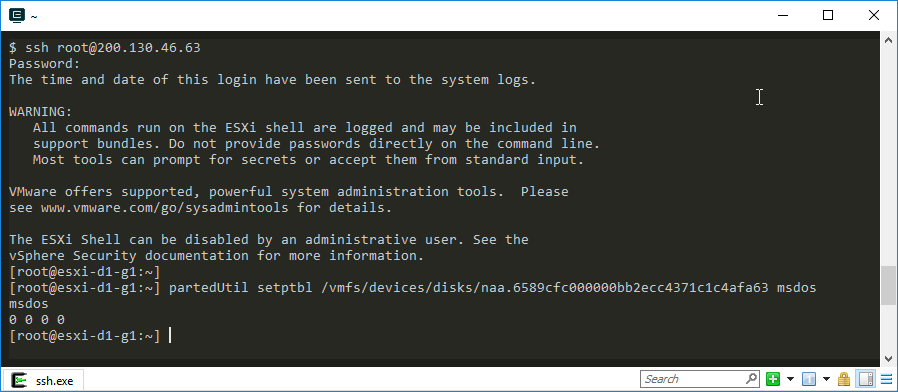 ~
$ ssh root@200.130.46.63
Password:
The time and date of this login have been sent to the system logs.
WARNING:
All commands run on the ESXi shell are logged and may be included in
support bundles. Do not provide passwords directly on the command line.
Most tools can prompt for secrets or accept them from standard input.
VMware offers supported, powerful system administration tools.  Please
see www.vmware.com/go/sysadmintools for details.
The ESXi Shell can be disabled by an administrative user. See the
vSphere Security documentation for more information.
[root@esxi-d1-g1:~]
[root@esxi-d1-g1:~] partedUtil setptbl /vmfs/devices/disks/naa.6589cfc000000bb2ecc4371c1c4afa63 msdos
msdos
0 0 0 0
[root@esxi-d1-g1:~]
ssh.exe
Search